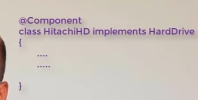 @Component
class HitachiHD implements HardDrive
{
....
.....
}